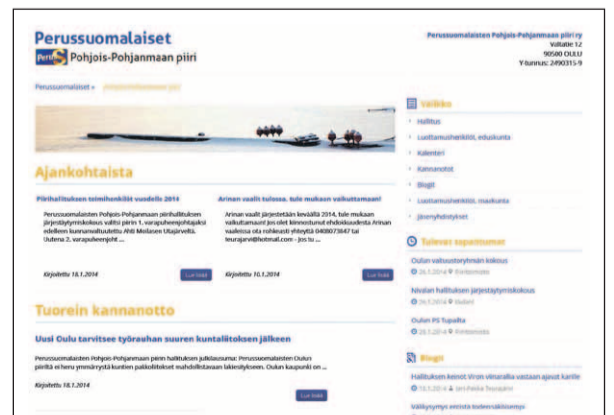 Perussuomalaiset
PerusS Pohjois-Pohjanmaan piiri
Perussuomalaisten Pohjois-Pohjanmaan piiri ry
Valtatie 12
90500 OULU
Y-tunnus: 2490315-9
Perussuomalaiset »
Ajankohtaista
Piirihallituksen toimihenkilöt vuodelle 2014
Perussuomalaisten Pohjois-Pohjanmaan piirihallituksen
järjestäytymiskokous valitsi piirin 1. varapuheenjohtajaksi
edelleen kunnanvaltuutettu Ahti Moilasen Utajärveltä.
Uutena 2. varapuheenjoht ...
Kirjoitettu 18.1.2014
Lue lisää
Arinan vaalit tulossa, tule mukaan vaikuttamaan!
Arinan vaalit järjestetään keväällä 2014, tule mukaan
vaikuttamaan! Jos olet kiinnostunut ehdokkuudesta Arinan
vaaleissa ota rohkeasti yhteyttä 0408073647 tai
teurajarvi@hotmail.com - Jos tu ...
Kirjoitettu 10.1.2014
Lue lisää
Tuorein kannanotto
Uusi Oulu tarvitsee työrauhan suuren kuntaliitoksen jälkeen
Perussuomalaisten Pohjois-Pohjanmaan piirin hallituksen julkilausuma: Perussuomalaisten Oulun
piiriltä ei heru ymmärrystä kuntien pakkoliitokset mahdollistavaan lakiesitykseen. Oulun kaupunki on ...
Kirjoitettu 18.1.2014
Lue lisää
Valikko
Hallitus
Luottamushenkilöt, eduskunta
Kalenteri
Kannanotot
Blogit
Luottamushenkilöt, maakunta
Jäsenyhdistykset
Tulevat tapahtumat
Oulun valtuustoryhmän kokous
Nivalan hallituksen järjestäytymiskokous
Oulun PS Tupailta
Blogit
Hallituksen keinot Viron viinarallia vastaan ajavat karille